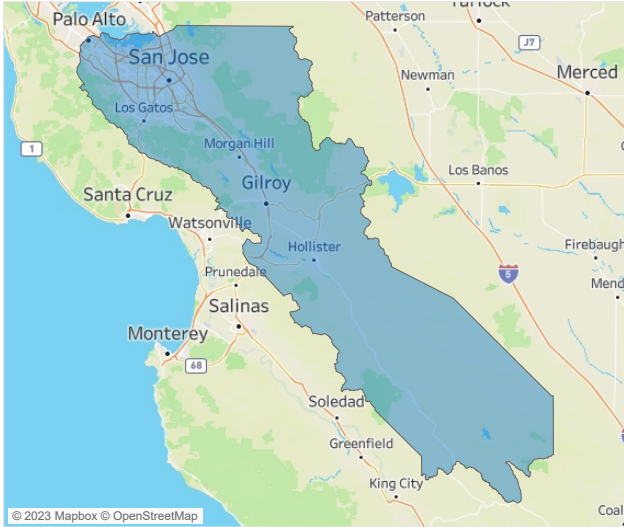 Palo Alto
Patterson
J7
San Jose
Newman
Merced
Los Gatos
1
Morgan Hill
Los Banos
Gilroy
Santa Cruz
Watsonville
Hollister
Firebaugh
5
Prunedale
Mend
Salinas
Monterey
68
Soledad
Greenfield
King City
Coal
© 2023 Mapbox © OpenStreetMap